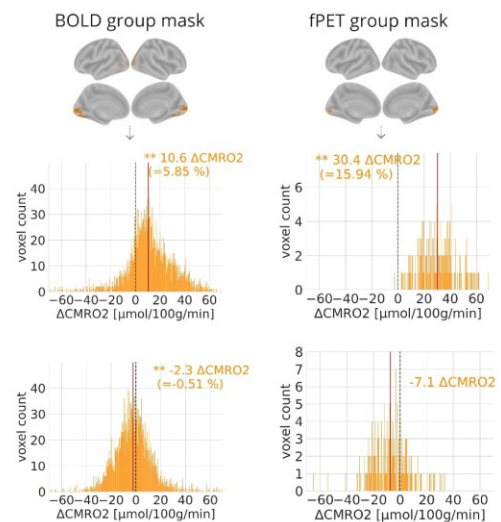 BOLD group mask
fPET group mask
** 10.6 ΔCMRO2
(=5.85 %)
voxel count
50
40
30
20
10
0
−60−40−20 0 20 40 60
ΔCMRO2 [μmol/100g/min]
** 30.4 ΔCMRO2
(=15.94 %)
voxel count
8
6
4
2
0
−60−40−20 0 20 40 60
ΔCMRO2 [μmol/100g/min]
** -2.3 ΔCMRO2
(=-0.51 %)
voxel count
50
40
30
20
10
0
−60−40−20 0 20 40 60
ΔCMRO2 [μmol/100g/min]
-7.1 ΔCMRO2
voxel count
8
7
6
5
4
3
2
1
0
−60−40−20 0 20 40 60
ΔCMRO2 [μmol/100g/min]